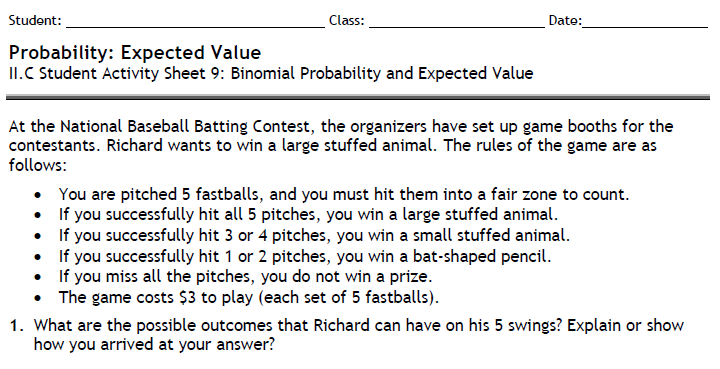 Student: ______________________________ Class: ____________________ Date:______________
Probability: Expected Value
II.C Student Activity Sheet 9: Binomial Probability and Expected Value
At the National Baseball Batting Contest, the organizers have set up game booths for the
contestants. Richard wants to win a large stuffed animal. The rules of the game are as
follows:
• You are pitched 5 fastballs, and you must hit them into a fair zone to count.
• If you successfully hit all 5 pitches, you win a large stuffed animal.
• If you successfully hit 3 or 4 pitches, you win a small stuffed animal.
• If you successfully hit 1 or 2 pitches, you win a bat-shaped pencil.
• If you miss all the pitches, you do not win a prize.
• The game costs $3 to play (each set of 5 fastballs).
1. What are the possible outcomes that Richard can have on his 5 swings? Explain or show
how you arrived at your answer?